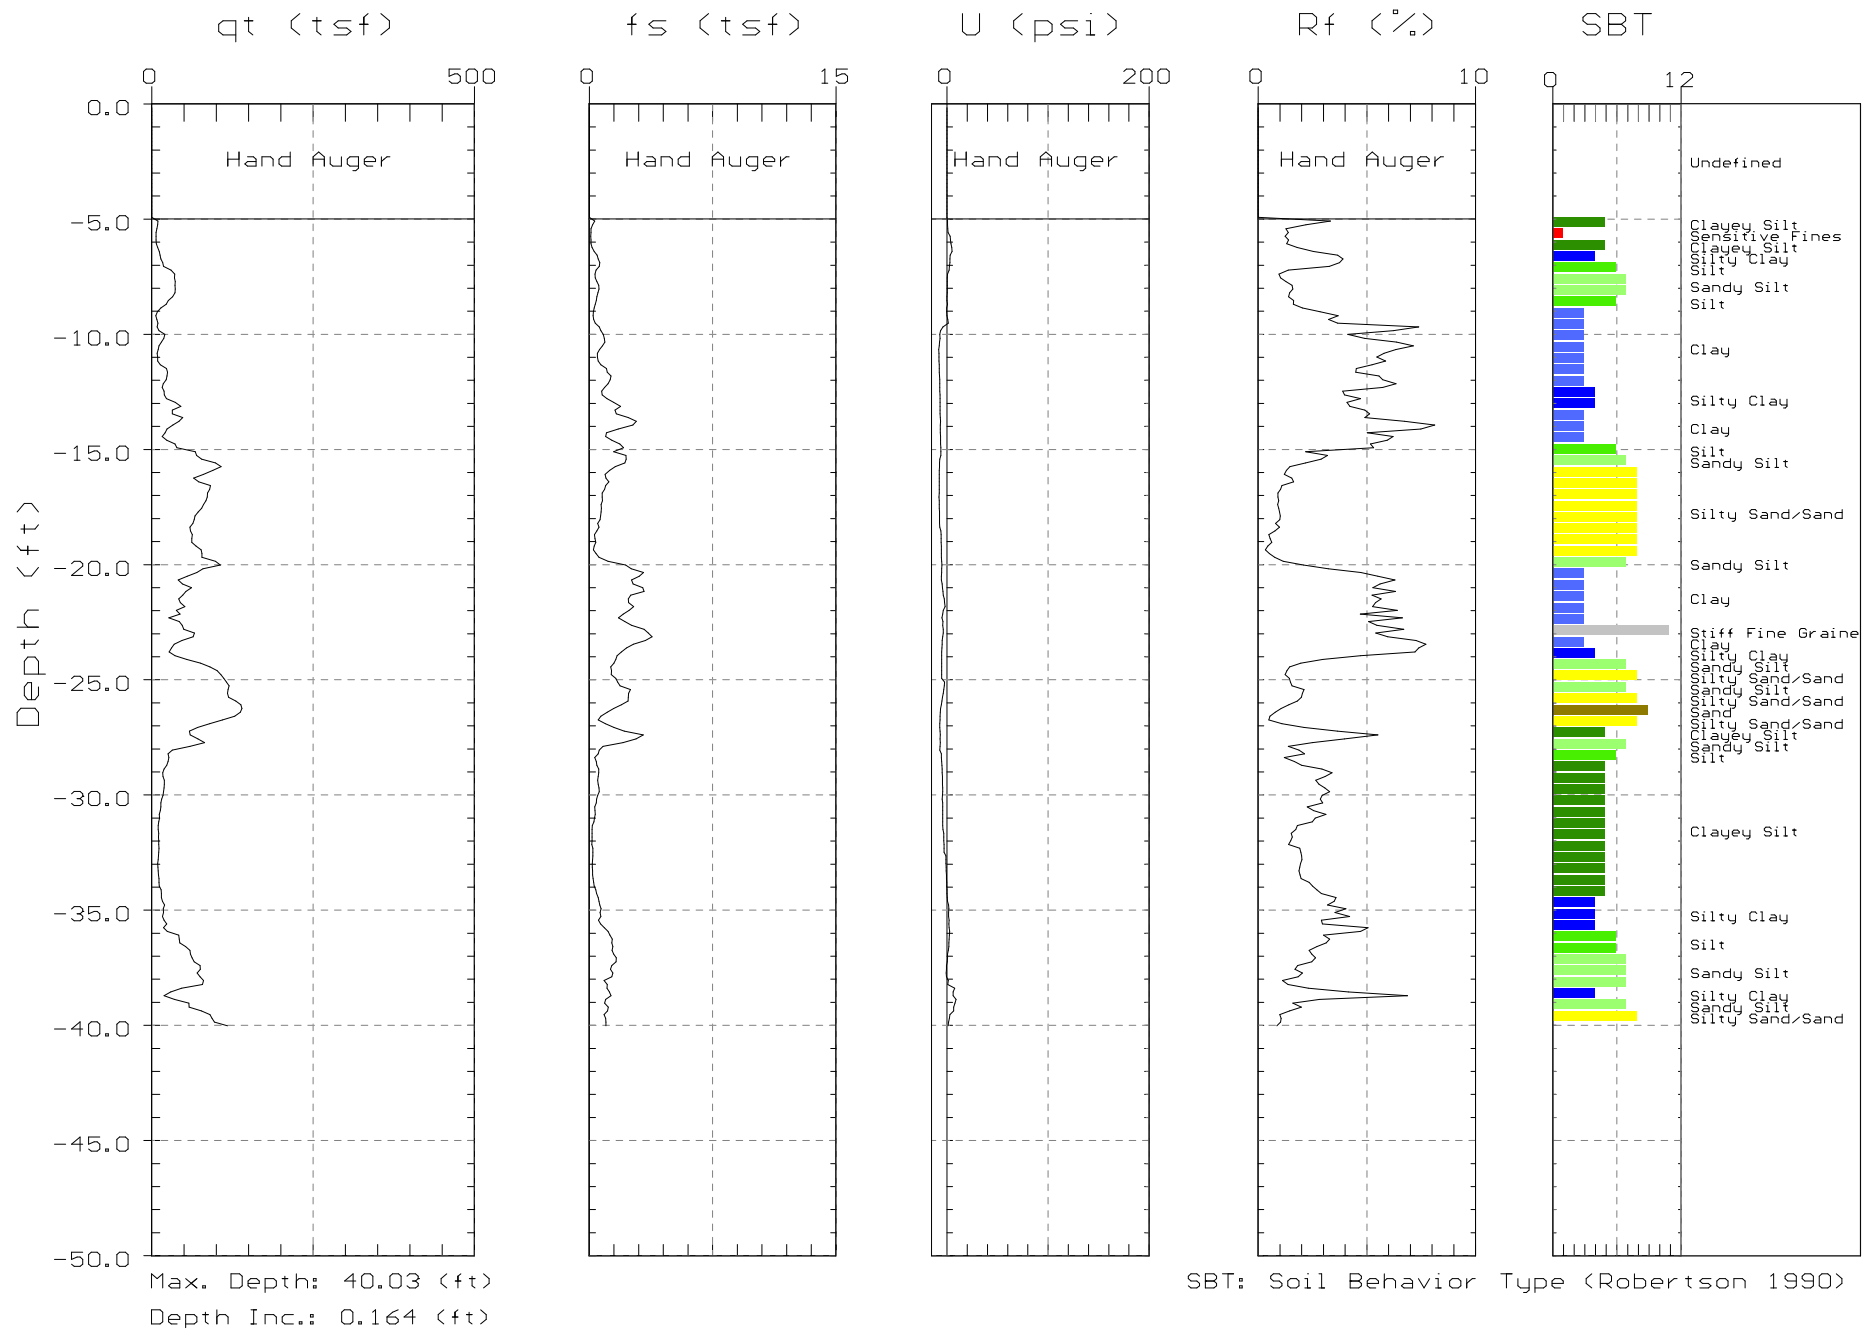 qt (tsf)
fs (tsf)
U (psi)
Rf (%)
SBT
0 500
0 15
0 200
0 10
0 12
0.0
-5.0
-10.0
-15.0
-20.0
-25.0
-30.0
-35.0
-40.0
-45.0
-50.0
Depth (ft)
Hand Auger
Hand Auger
Hand Auger
Hand Auger
Undefined
Clayey Silt
Sensitive Fines
Clayey Silt
Silty Clay
Silt
Sandy Silt
Silt
Clay
Silty Clay
Clay
Silt
Sandy Silt
Silty Sand/Sand
Sandy Silt
Clay
Stiff Fine Graine
Clay
Silty Clay
Sandy Silt
Silty Sand/Sand
Sandy Silt
Silty Sand/Sand
Sand
Silty Sand/Sand
Clayey Silt
Sandy Silt
Silt
Clayey Silt
Silty Clay
Silt
Sandy Silt
Silty Clay
Sandy Silt
Silty Sand/Sand
Max. Depth: 40.03 (ft)
Depth Inc.: 0.164 (ft)
SBT: Soil Behavior Type (Robertson 1990)